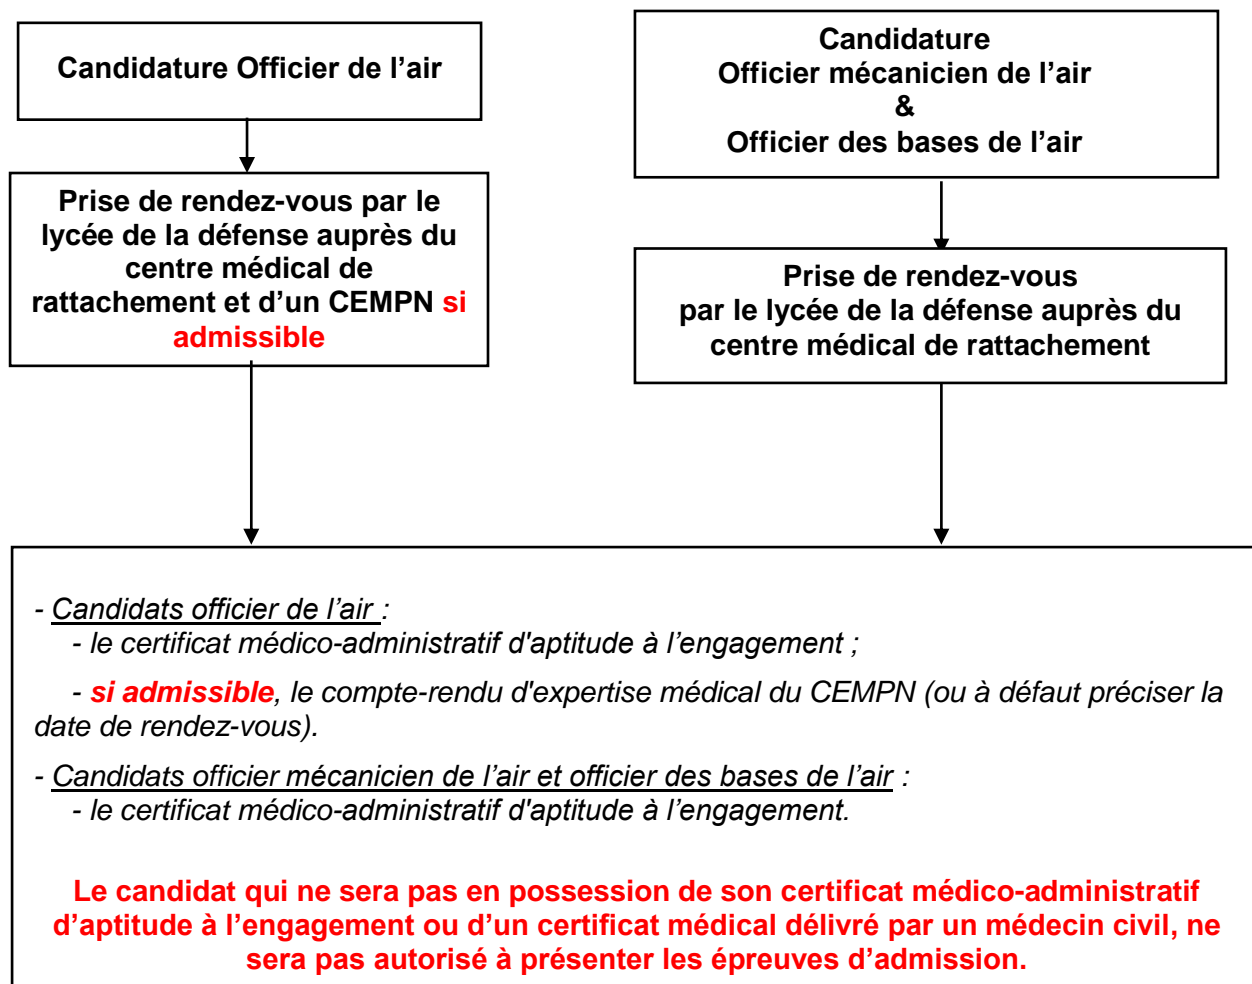 Candidature Officier de l’air
Prise de rendez-vous par le
lycée de la défense auprès du
centre médical de
rattachement et d’un CEMPN si
admissible
Candidature
Officier mécanicien de l’air
&
Officier des bases de l’air
Prise de rendez-vous
par le lycée de la défense auprès du
centre médical de rattachement
- Candidats officier de l’air :
- le certificat médico-administratif d'aptitude à l’engagement ;
- si admissible, le compte-rendu d'expertise médical du CEMPN (ou à défaut préciser la
date de rendez-vous).
- Candidats officier mécanicien de l’air et officier des bases de l’air :
- le certificat médico-administratif d'aptitude à l’engagement.
Le candidat qui ne sera pas en possession de son certificat médico-administratif
d’aptitude à l’engagement ou d’un certificat médical délivré par un médecin civil, ne
sera pas autorisé à présenter les épreuves d’admission.